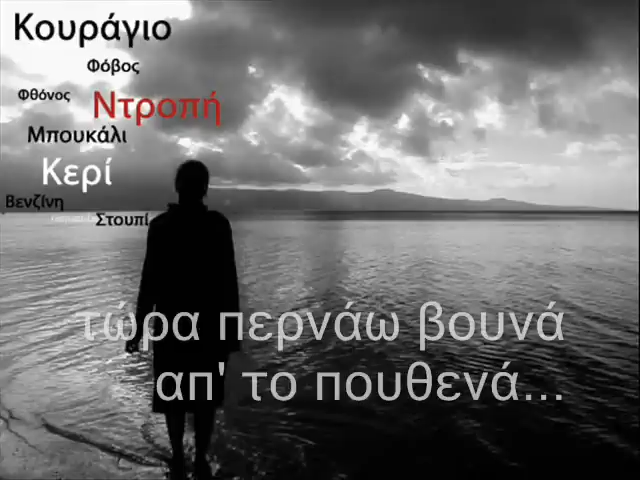 Κουράγιο
Φόβος
Φθόνος
Ντροπή
Μπουκάλι
Κερί
Βενζίνη
Στουπί
τώρα περνάω βουνά
απ' το πουθενά...